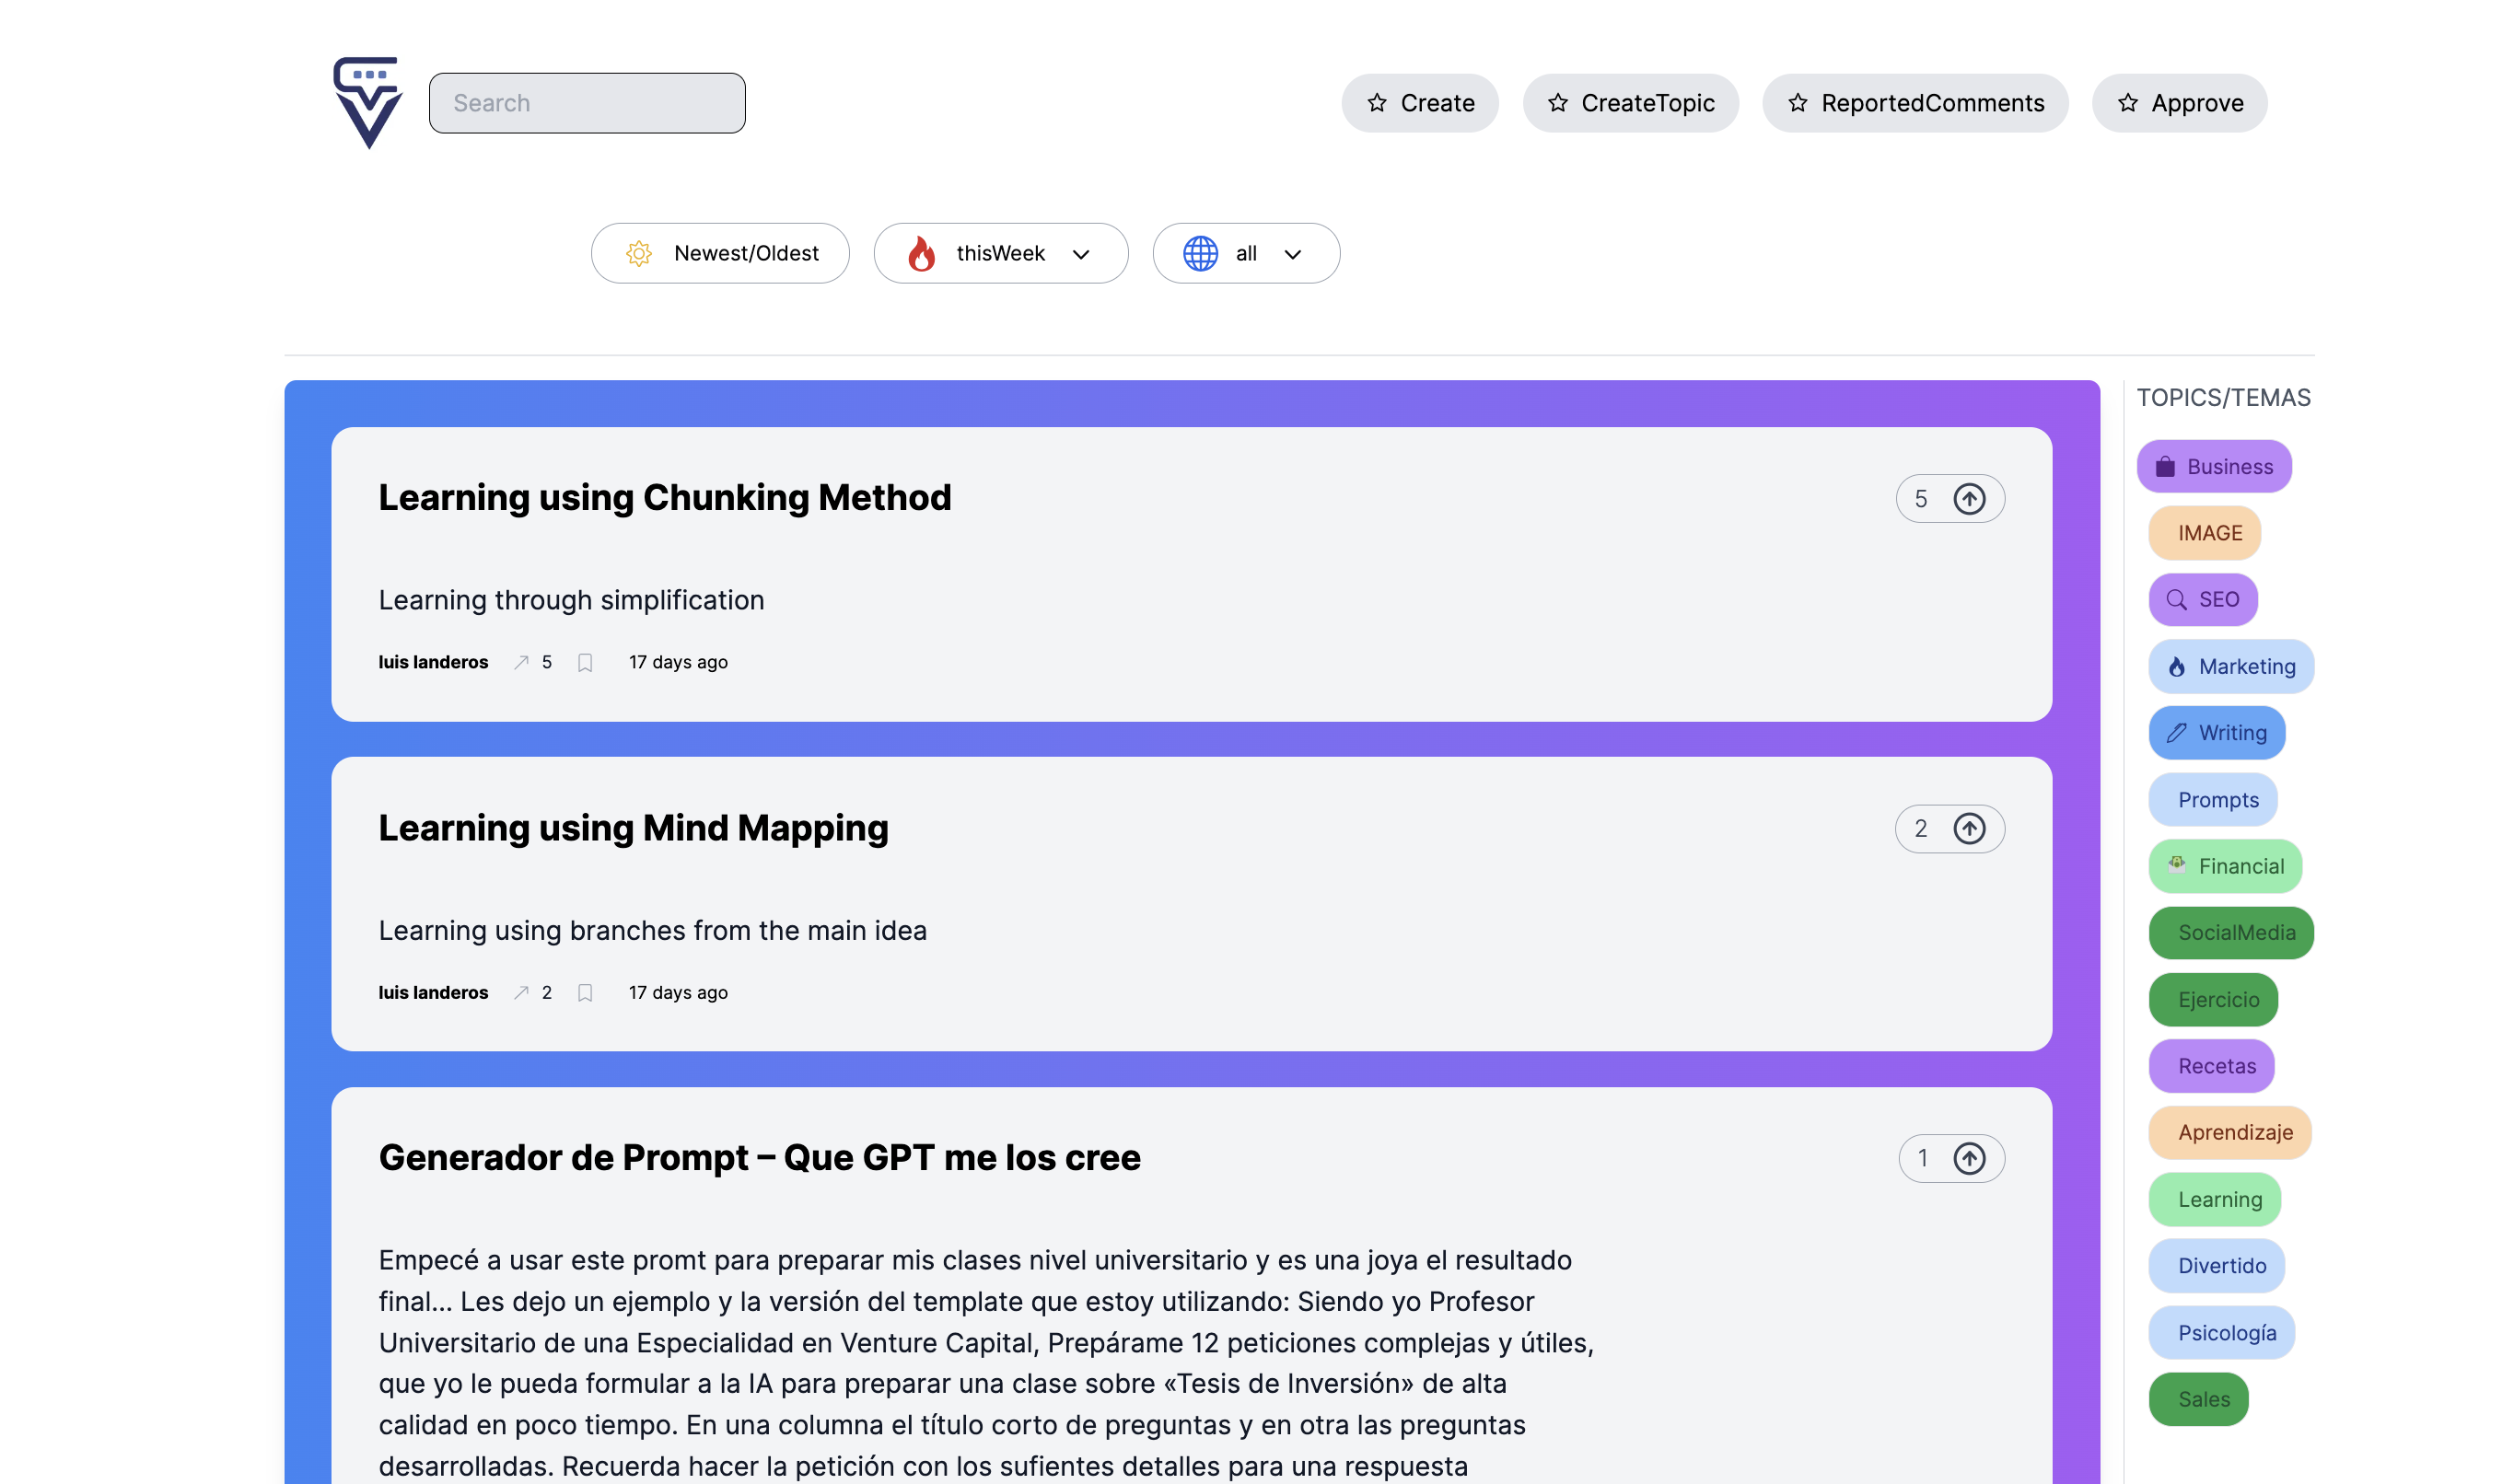 Search
Create
CreateTopic
ReportedComments
Approve
Newest/Oldest
thisWeek
all
TOPICS/TEMAS
Learning using Chunking Method
5
Learning through simplification
luis landeros 5 17 days ago
Learning using Mind Mapping
2
Learning using branches from the main idea
luis landeros 2 17 days ago
Generador de Prompt – Que GPT me los cree
1
Empecé a usar este promt para preparar mis clases nivel universitario y es una joya el resultado
final... Les dejo un ejemplo y la versión del template que estoy utilizando: Siendo yo Profesor
Universitario de una Especialidad en Venture Capital, Prepárame 12 peticiones complejas y útiles,
que yo le pueda formular a la IA para preparar una clase sobre «Tesis de Inversión» de alta
calidad en poco tiempo. En una columna el título corto de preguntas y en otra las preguntas
desarrolladas. Recuerda hacer la petición con los sufientes detalles para una respuesta
Business
IMAGE
SEO
Marketing
Writing
Prompts
Financial
SocialMedia
Ejercicio
Recetas
Aprendizaje
Learning
Divertido
Psicología
Sales